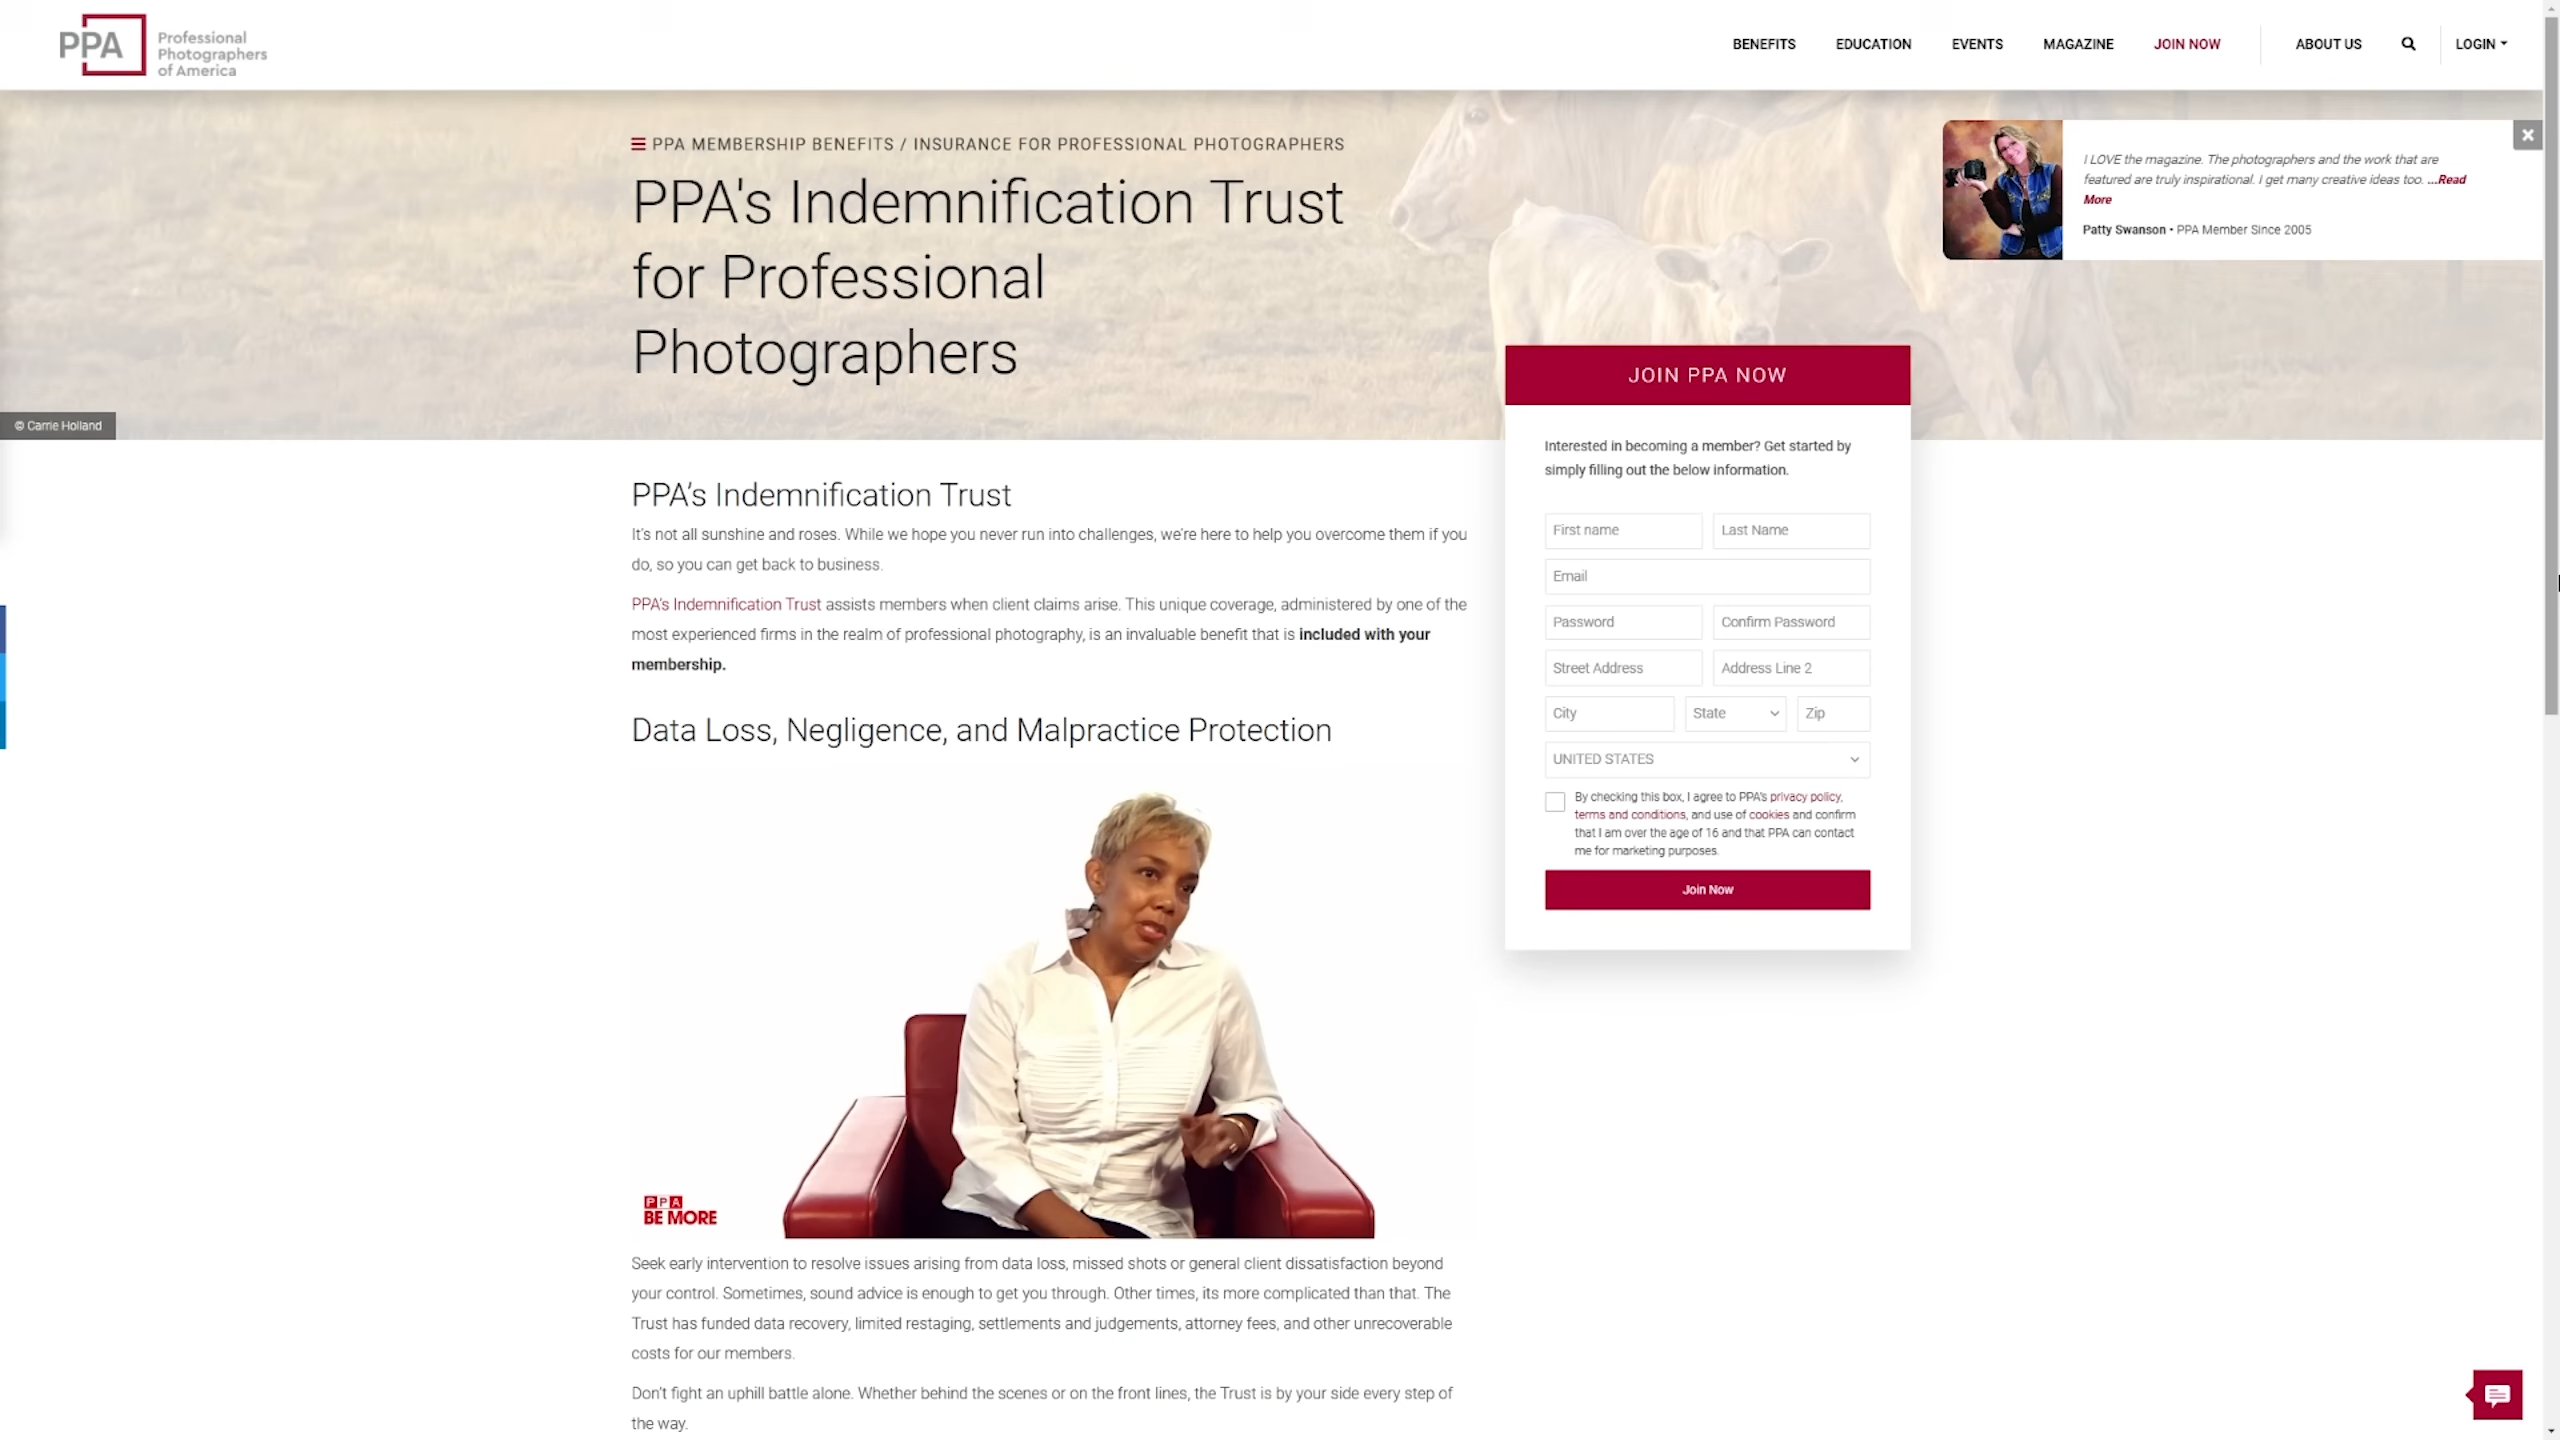 PPA
Professional
Photographers
of America
BENEFITS
EDUCATION
EVENTS
MAGAZINE
JOIN NOW
ABOUT US
LOGIN
PPA MEMBERSHIP BENEFITS / INSURANCE FOR PROFESSIONAL PHOTOGRAPHERS
PPA's Indemnification Trust
for Professional
Photographers
© Carrie Holland
I LOVE the magazine. The photographers and the work that are
featured are truly inspirational. I get many creative ideas too. ...Read
More
Patty Swanson • PPA Member Since 2005
JOIN PPA NOW
Interested in becoming a member? Get started by
simply filling out the below information.
First name
Last Name
Email
Password
Confirm Password
Street Address
Address Line 2
City
State
Zip
UNITED STATES
By checking this box, I agree to PPA's privacy policy,
terms and conditions, and use of cookies and confirm
that I am over the age of 16 and that PPA can contact
me for marketing purposes.
Join Now
PPA’s Indemnification Trust
It's not all sunshine and roses. While we hope you never run into challenges, we're here to help you overcome them if you
do, so you can get back to business.
PPA's Indemnification Trust assists members when client claims arise. This unique coverage, administered by one of the
most experienced firms in the realm of professional photography, is an invaluable benefit that is included with your
membership.
Data Loss, Negligence, and Malpractice Protection
PPA
BE MORE
Seek early intervention to resolve issues arising from data loss, missed shots or general client dissatisfaction beyond
your control. Sometimes, sound advice is enough to get you through. Other times, its more complicated than that. The
Trust has funded data recovery, limited restaging, settlements and judgements, attorney fees, and other unrecoverable
costs for our members.
Don't fight an uphill battle alone. Whether behind the scenes or on the front lines, the Trust is by your side every step of
the way.